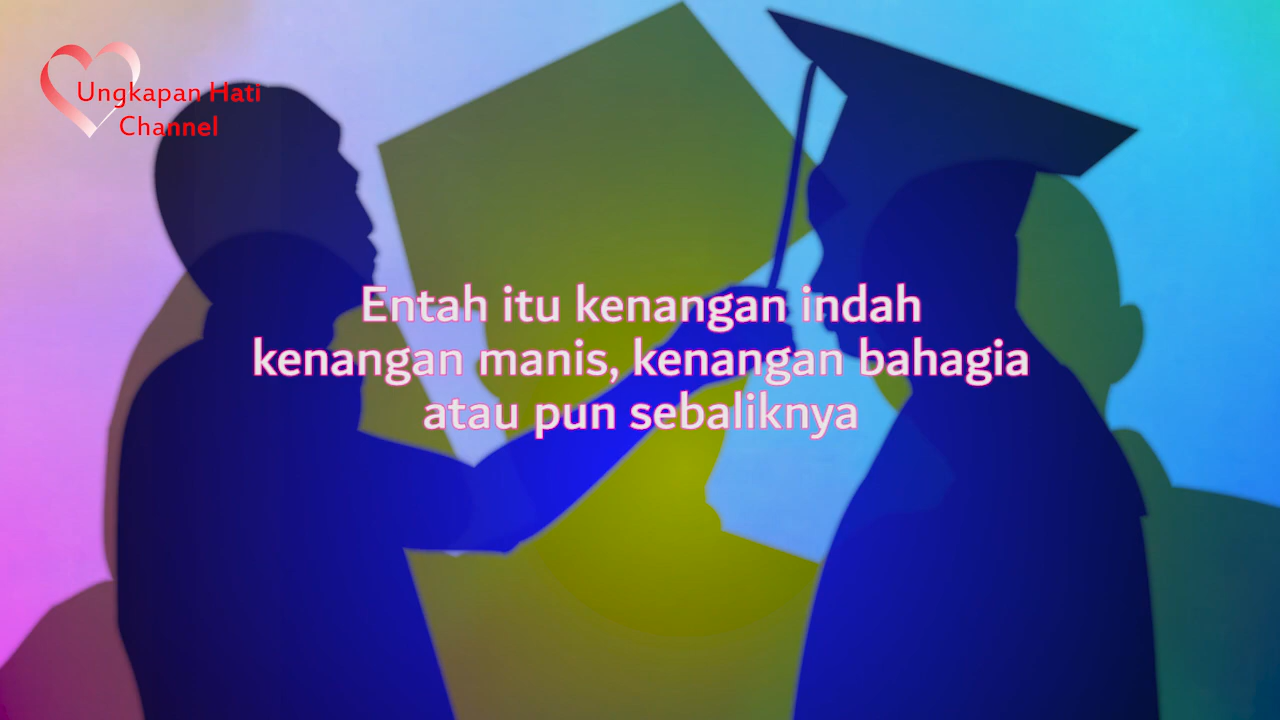 Ungkapan Hati
Channel
Entah itu kenangan indah
kenangan manis, kenangan bahagia
atau pun sebaliknya